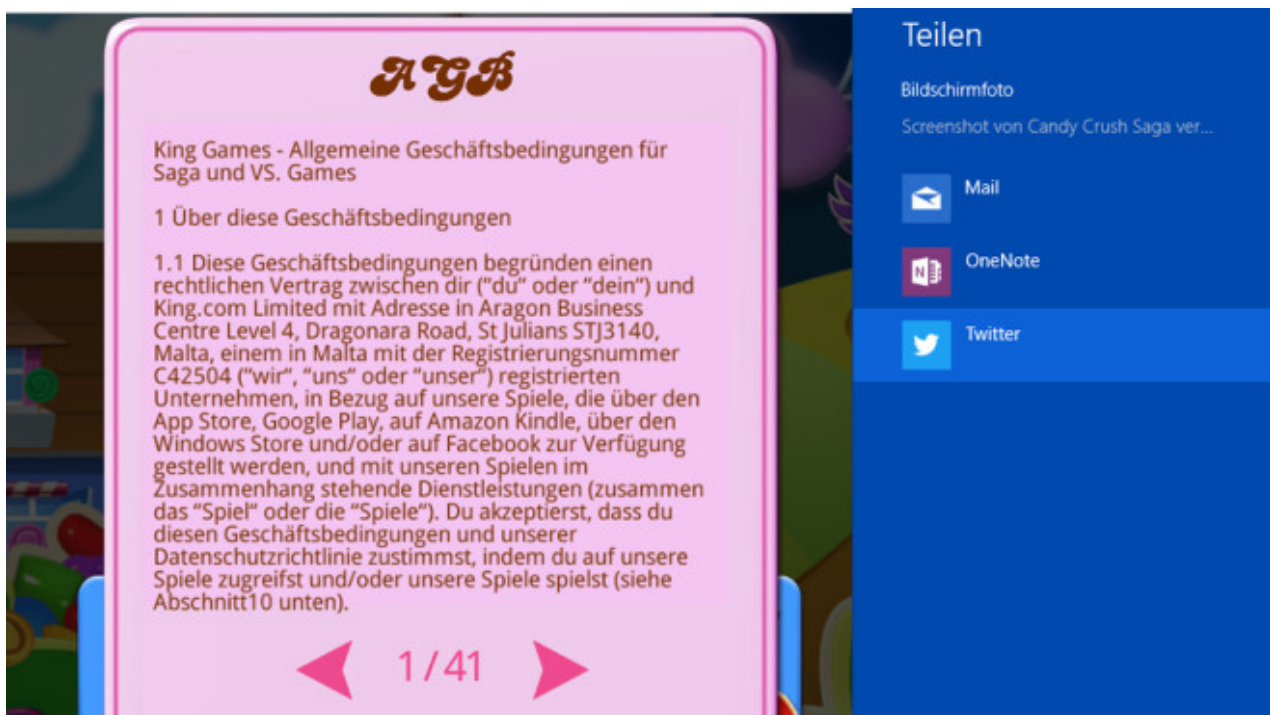 AGB
King Games - Allgemeine Geschäftsbedingungen für
Saga und VS. Games
1 Über diese Geschäftsbedingungen
1.1 Diese Geschäftsbedingungen begründen einen
rechtlichen Vertrag zwischen dir (“du“ oder “dein“) und
King.com Limited mit Adresse in Aragon Business
Centre Level 4, Dragonara Road, St Julians STJ3140,
Malta, einem in Malta mit der Registrierungsnummer
C42504 (“wir“, “uns“ oder “unser“) registrierten
Unternehmen, in Bezug auf unsere Spiele, die über den
App Store, Google Play, auf Amazon Kindle, über den
Windows Store und/oder auf Facebook zur Verfügung
gestellt werden, und mit unseren Spielen im
Zusammenhang stehende Dienstleistungen (zusammen
das “Spiel“ oder die “Spiele“). Du akzeptierst, dass du
diesen Geschäftsbedingungen und unserer
Datenschutzrichtlinie zustimmst, indem du auf unsere
Spiele zugreifst und/oder unsere Spiele spielst (siehe
Abschnitt10 unten).
1/41
Teilen
Bildschirmfoto
Screenshot von Candy Crush Saga ver...
Mail
OneNote
Twitter